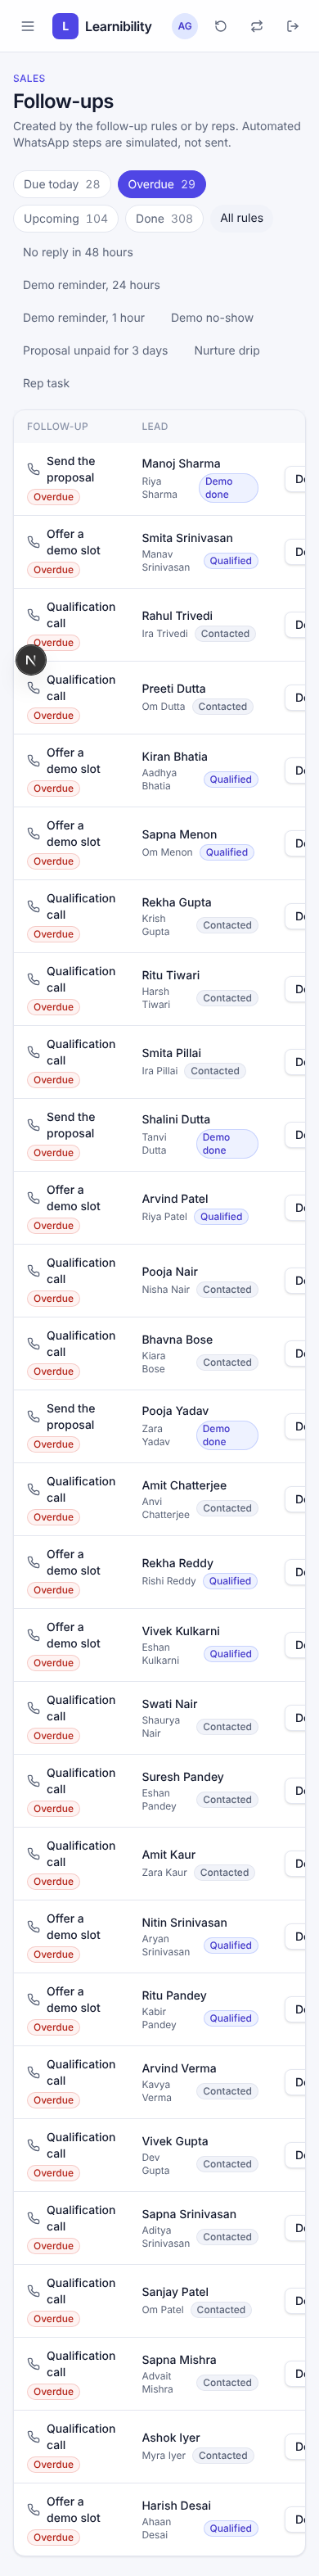 L Learnibility AG
SALES
Follow-ups
Created by the follow-up rules or by reps. Automated
WhatsApp steps are simulated, not sent.
Due today 28 Overdue 29
Upcoming 104 Done 308 All rules
No reply in 48 hours
Demo reminder, 24 hours
Demo reminder, 1 hour Demo no-show
Proposal unpaid for 3 days Nurture drip
Rep task
FOLLOW-UP LEAD
Send the
proposal
Overdue
Manoj Sharma
Riya
Sharma
Demo
done
Offer a
demo slot
Overdue
Smita Srinivasan
Manav
Srinivasan
Qualified
Qualification
call
Overdue
Rahul Trivedi
Ira Trivedi Contacted
N
Qualification
call
Overdue
Preeti Dutta
Om Dutta Contacted
Offer a
demo slot
Overdue
Kiran Bhatia
Aadhya
Bhatia
Qualified
Offer a
demo slot
Overdue
Sapna Menon
Om Menon Qualified
Qualification
call
Overdue
Rekha Gupta
Krish
Gupta
Contacted
Qualification
call
Overdue
Ritu Tiwari
Harsh
Tiwari
Contacted
Qualification
call
Overdue
Smita Pillai
Ira Pillai Contacted
Send the
proposal
Overdue
Shalini Dutta
Tanvi
Dutta
Demo
done
Offer a
demo slot
Overdue
Arvind Patel
Riya Patel Qualified
Qualification
call
Overdue
Pooja Nair
Nisha Nair Contacted
Qualification
call
Overdue
Bhavna Bose
Kiara
Bose
Contacted
Send the
proposal
Overdue
Pooja Yadav
Zara
Yadav
Demo
done
Qualification
call
Overdue
Amit Chatterjee
Anvi
Chatterjee
Contacted
Offer a
demo slot
Overdue
Rekha Reddy
Rishi Reddy Qualified
Offer a
demo slot
Overdue
Vivek Kulkarni
Eshan
Kulkarni
Qualified
Qualification
call
Overdue
Swati Nair
Shaurya
Nair
Contacted
Qualification
call
Overdue
Suresh Pandey
Eshan
Pandey
Contacted
Qualification
call
Overdue
Amit Kaur
Zara Kaur Contacted
Offer a
demo slot
Overdue
Nitin Srinivasan
Aryan
Srinivasan
Qualified
Offer a
demo slot
Overdue
Ritu Pandey
Kabir
Pandey
Qualified
Qualification
call
Overdue
Arvind Verma
Kavya
Verma
Contacted
Qualification
call
Overdue
Vivek Gupta
Dev
Gupta
Contacted
Qualification
call
Overdue
Sapna Srinivasan
Aditya
Srinivasan
Contacted
Qualification
call
Overdue
Sanjay Patel
Om Patel Contacted
Qualification
call
Overdue
Sapna Mishra
Advait
Mishra
Contacted
Qualification
call
Overdue
Ashok Iyer
Myra Iyer Contacted
Offer a
demo slot
Overdue
Harish Desai
Ahaan
Desai
Qualified